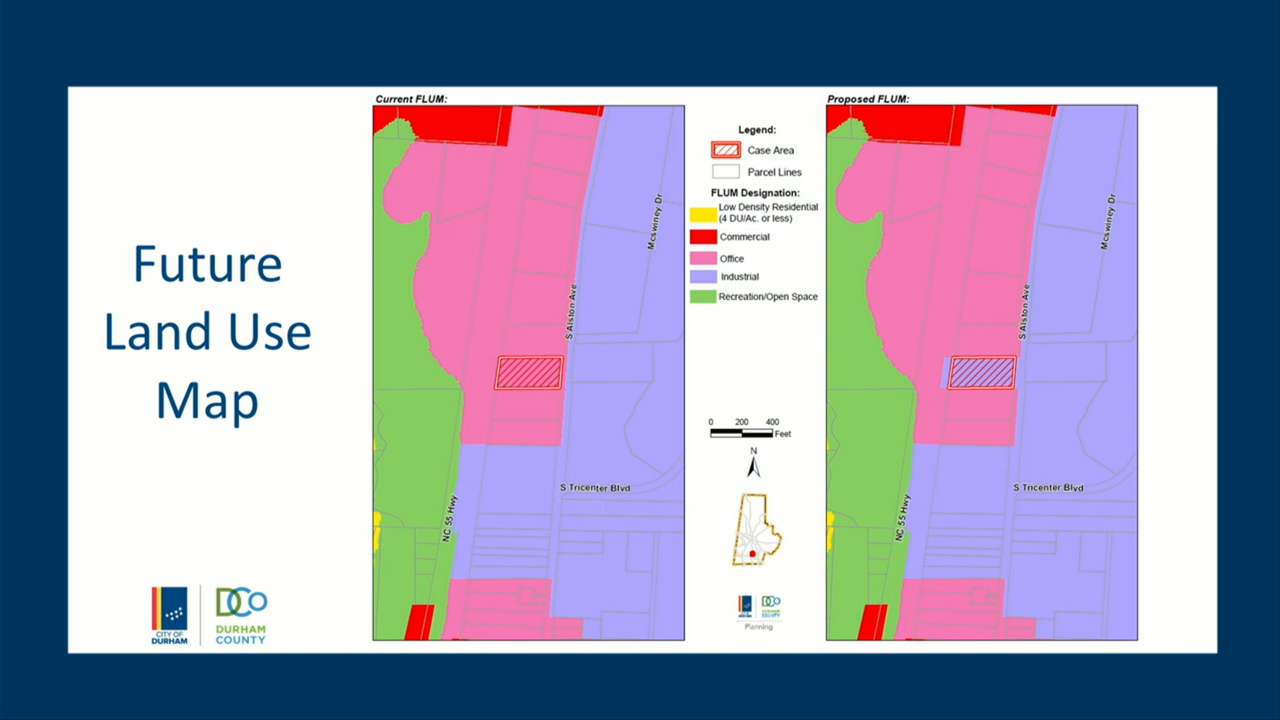 Future
Land Use
Map
CITY OF
DURHAM
DCO
DURHAM
COUNTY
Current FLUM:
Mcswiney Dr
S Alston Ave
S Tricenter Blvd
NC 55 Hwy
Legend:
Case Area
Parcel Lines
FLUM Designation:
Low Density Residential
(4 DU/Ac. or less)
Commercial
Office
Industrial
Recreation/Open Space
0 200 400
Feet
N
DURHAM
COUNTY
Planning
Proposed FLUM:
Mcswiney Dr
S Alston Ave
S Tricenter Blvd
NC 55 Hwy